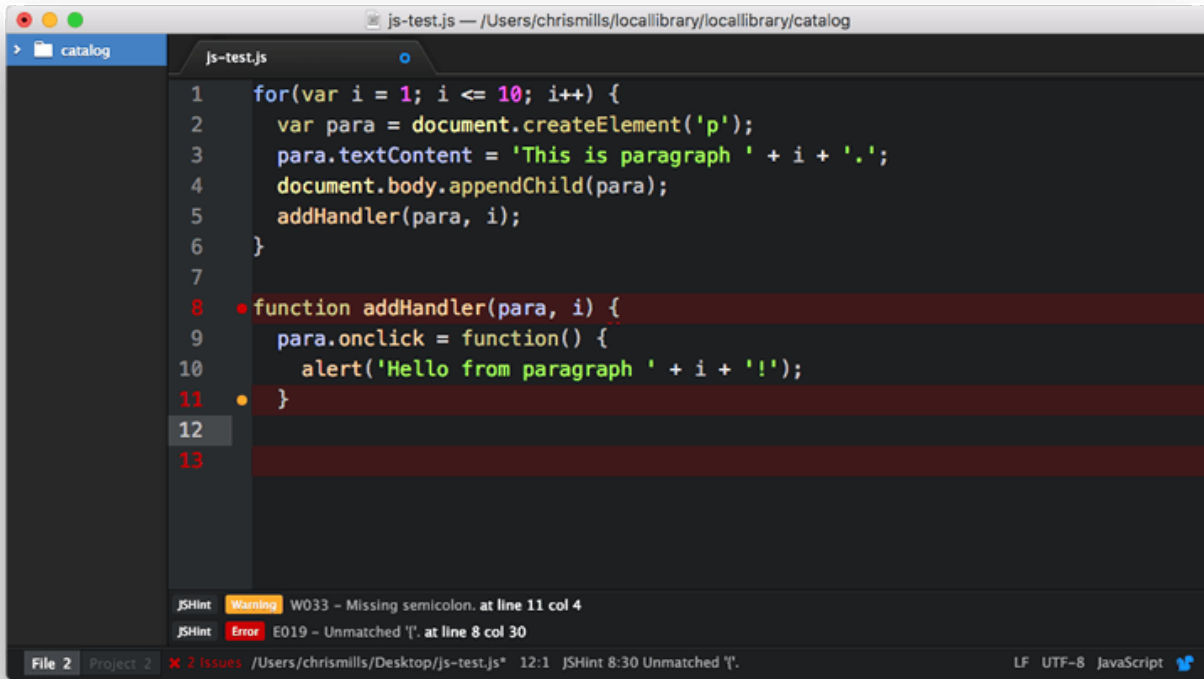 js-test.js — /Users/chrismills/locallibrary/locallibrary/catalog
catalog
js-test.js
1 for(var i = 1; i <= 10; i++) {
2 var para = document.createElement('p');
3 para.textContent = 'This is paragraph ' + i + '.';
4 document.body.appendChild(para);
5 addHandler(para, i);
6 }
7
8 function addHandler(para, i) {
9 para.onclick = function() {
10 alert('Hello from paragraph ' + i + '!');
11 }
12
13
JSHint Warning W033 – Missing semicolon. at line 11 col 4
JSHint Error E019 – Unmatched '{'. at line 8 col 30
File 2 Project 2 2 Issues /Users/chrismills/Desktop/js-test.js* 12:1 JSHint 8:30 Unmatched '{'. LF UTF-8 JavaScript